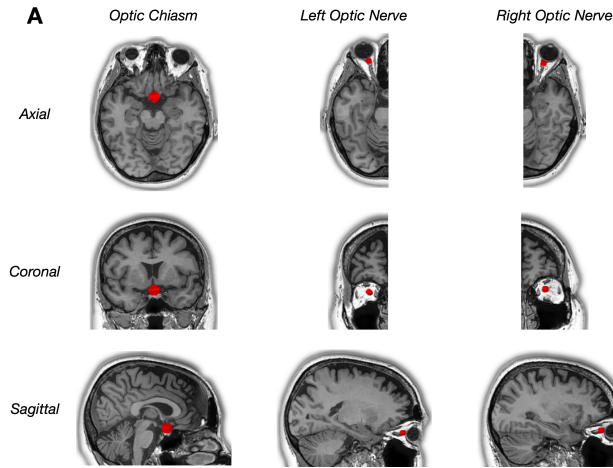 A
Optic Chiasm Left Optic Nerve Right Optic Nerve
Axial
Coronal
Sagittal